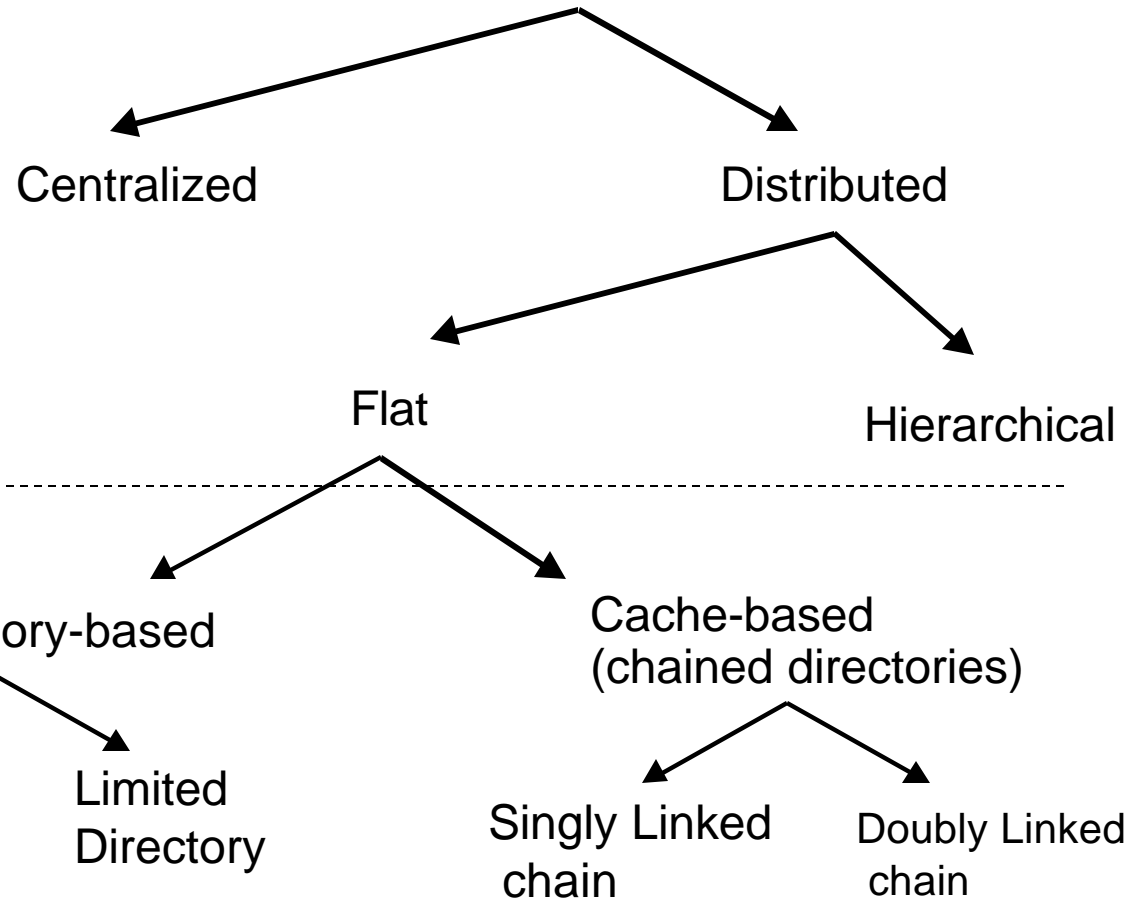 Centralized
Distributed
Flat
Hierarchical
ory-based
Cache-based
(chained directories)
Limited
Directory
Singly Linked
chain
Doubly Linked
chain